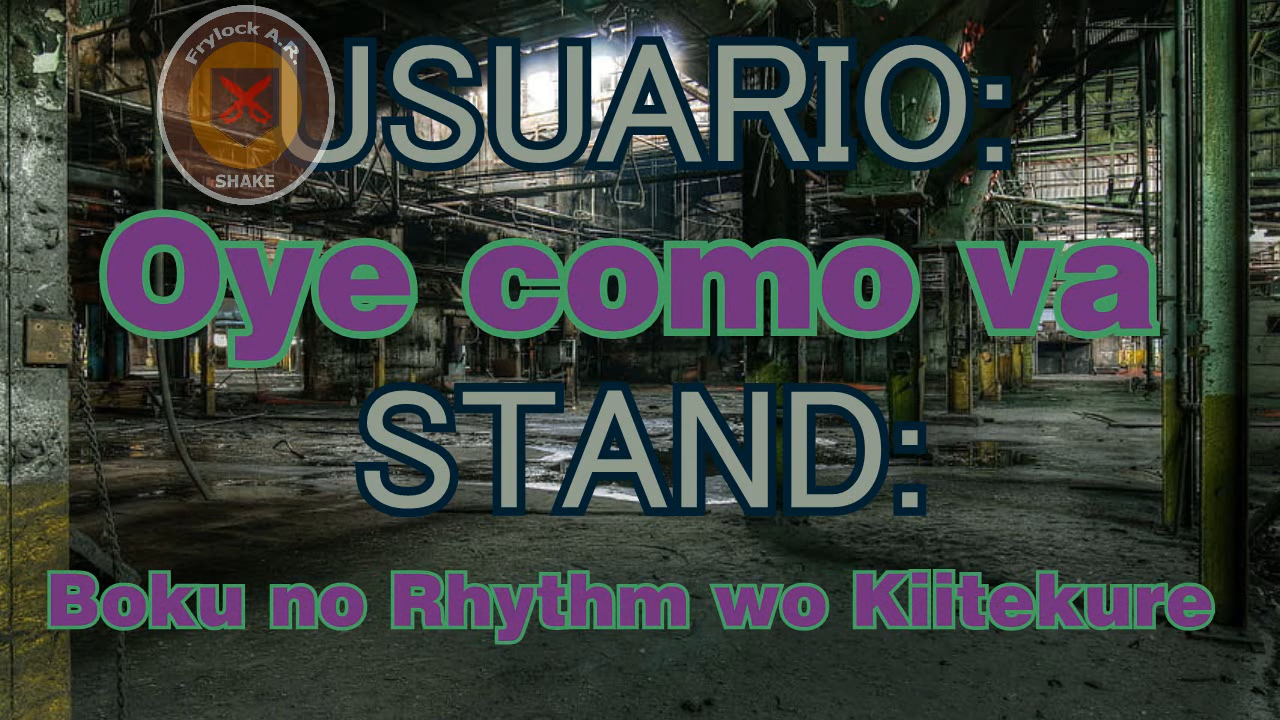 Frylock A.R.
SHAKE
USUARIO:
Oye como va
STAND:
Boku no Rhythm wo Kiitekure